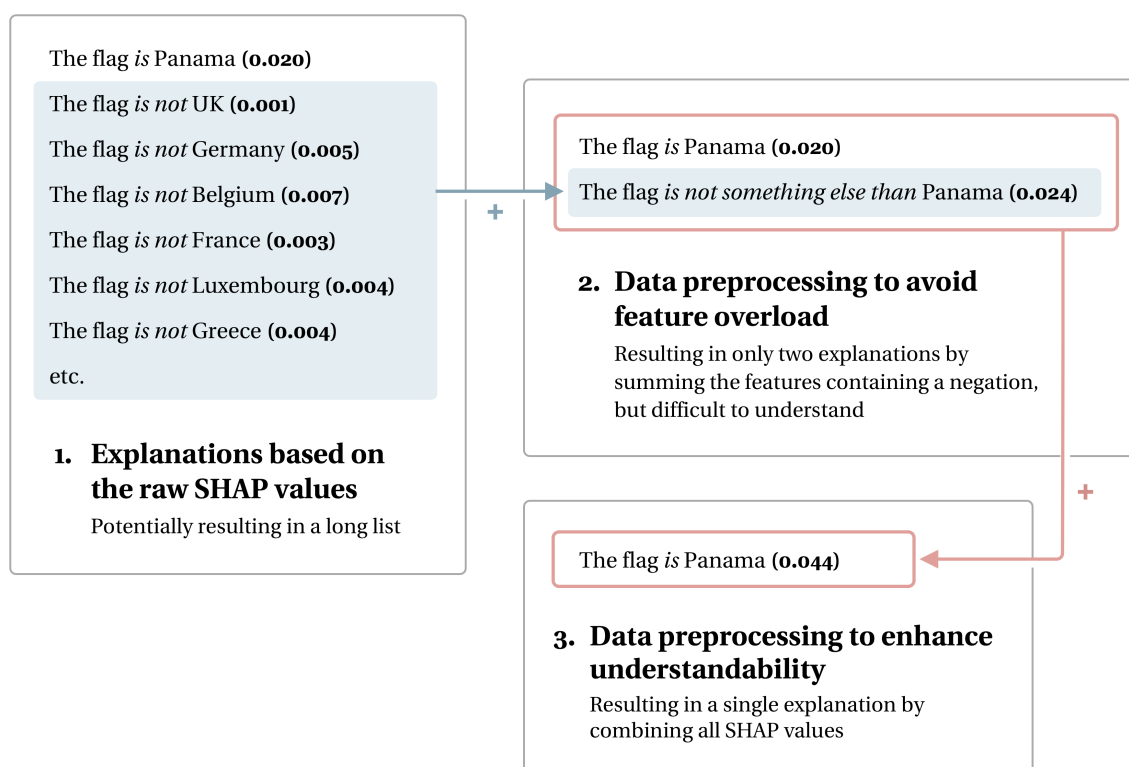 The flag is Panama (0.020)
The flag is not UK (0.001)
The flag is not Germany (0.005)
The flag is not Belgium (0.007)
The flag is not France (0.003)
The flag is not Luxembourg (0.004)
The flag is not Greece (0.004)
etc.
1. Explanations based on
the raw SHAP values
Potentially resulting in a long list
+
The flag is Panama (0.020)
The flag is not something else than Panama (0.024)
2. Data preprocessing to avoid
feature overload
Resulting in only two explanations by
summing the features containing a negation,
but difficult to understand
+
The flag is Panama (0.044)
3. Data preprocessing to enhance
understandability
Resulting in a single explanation by
combining all SHAP values